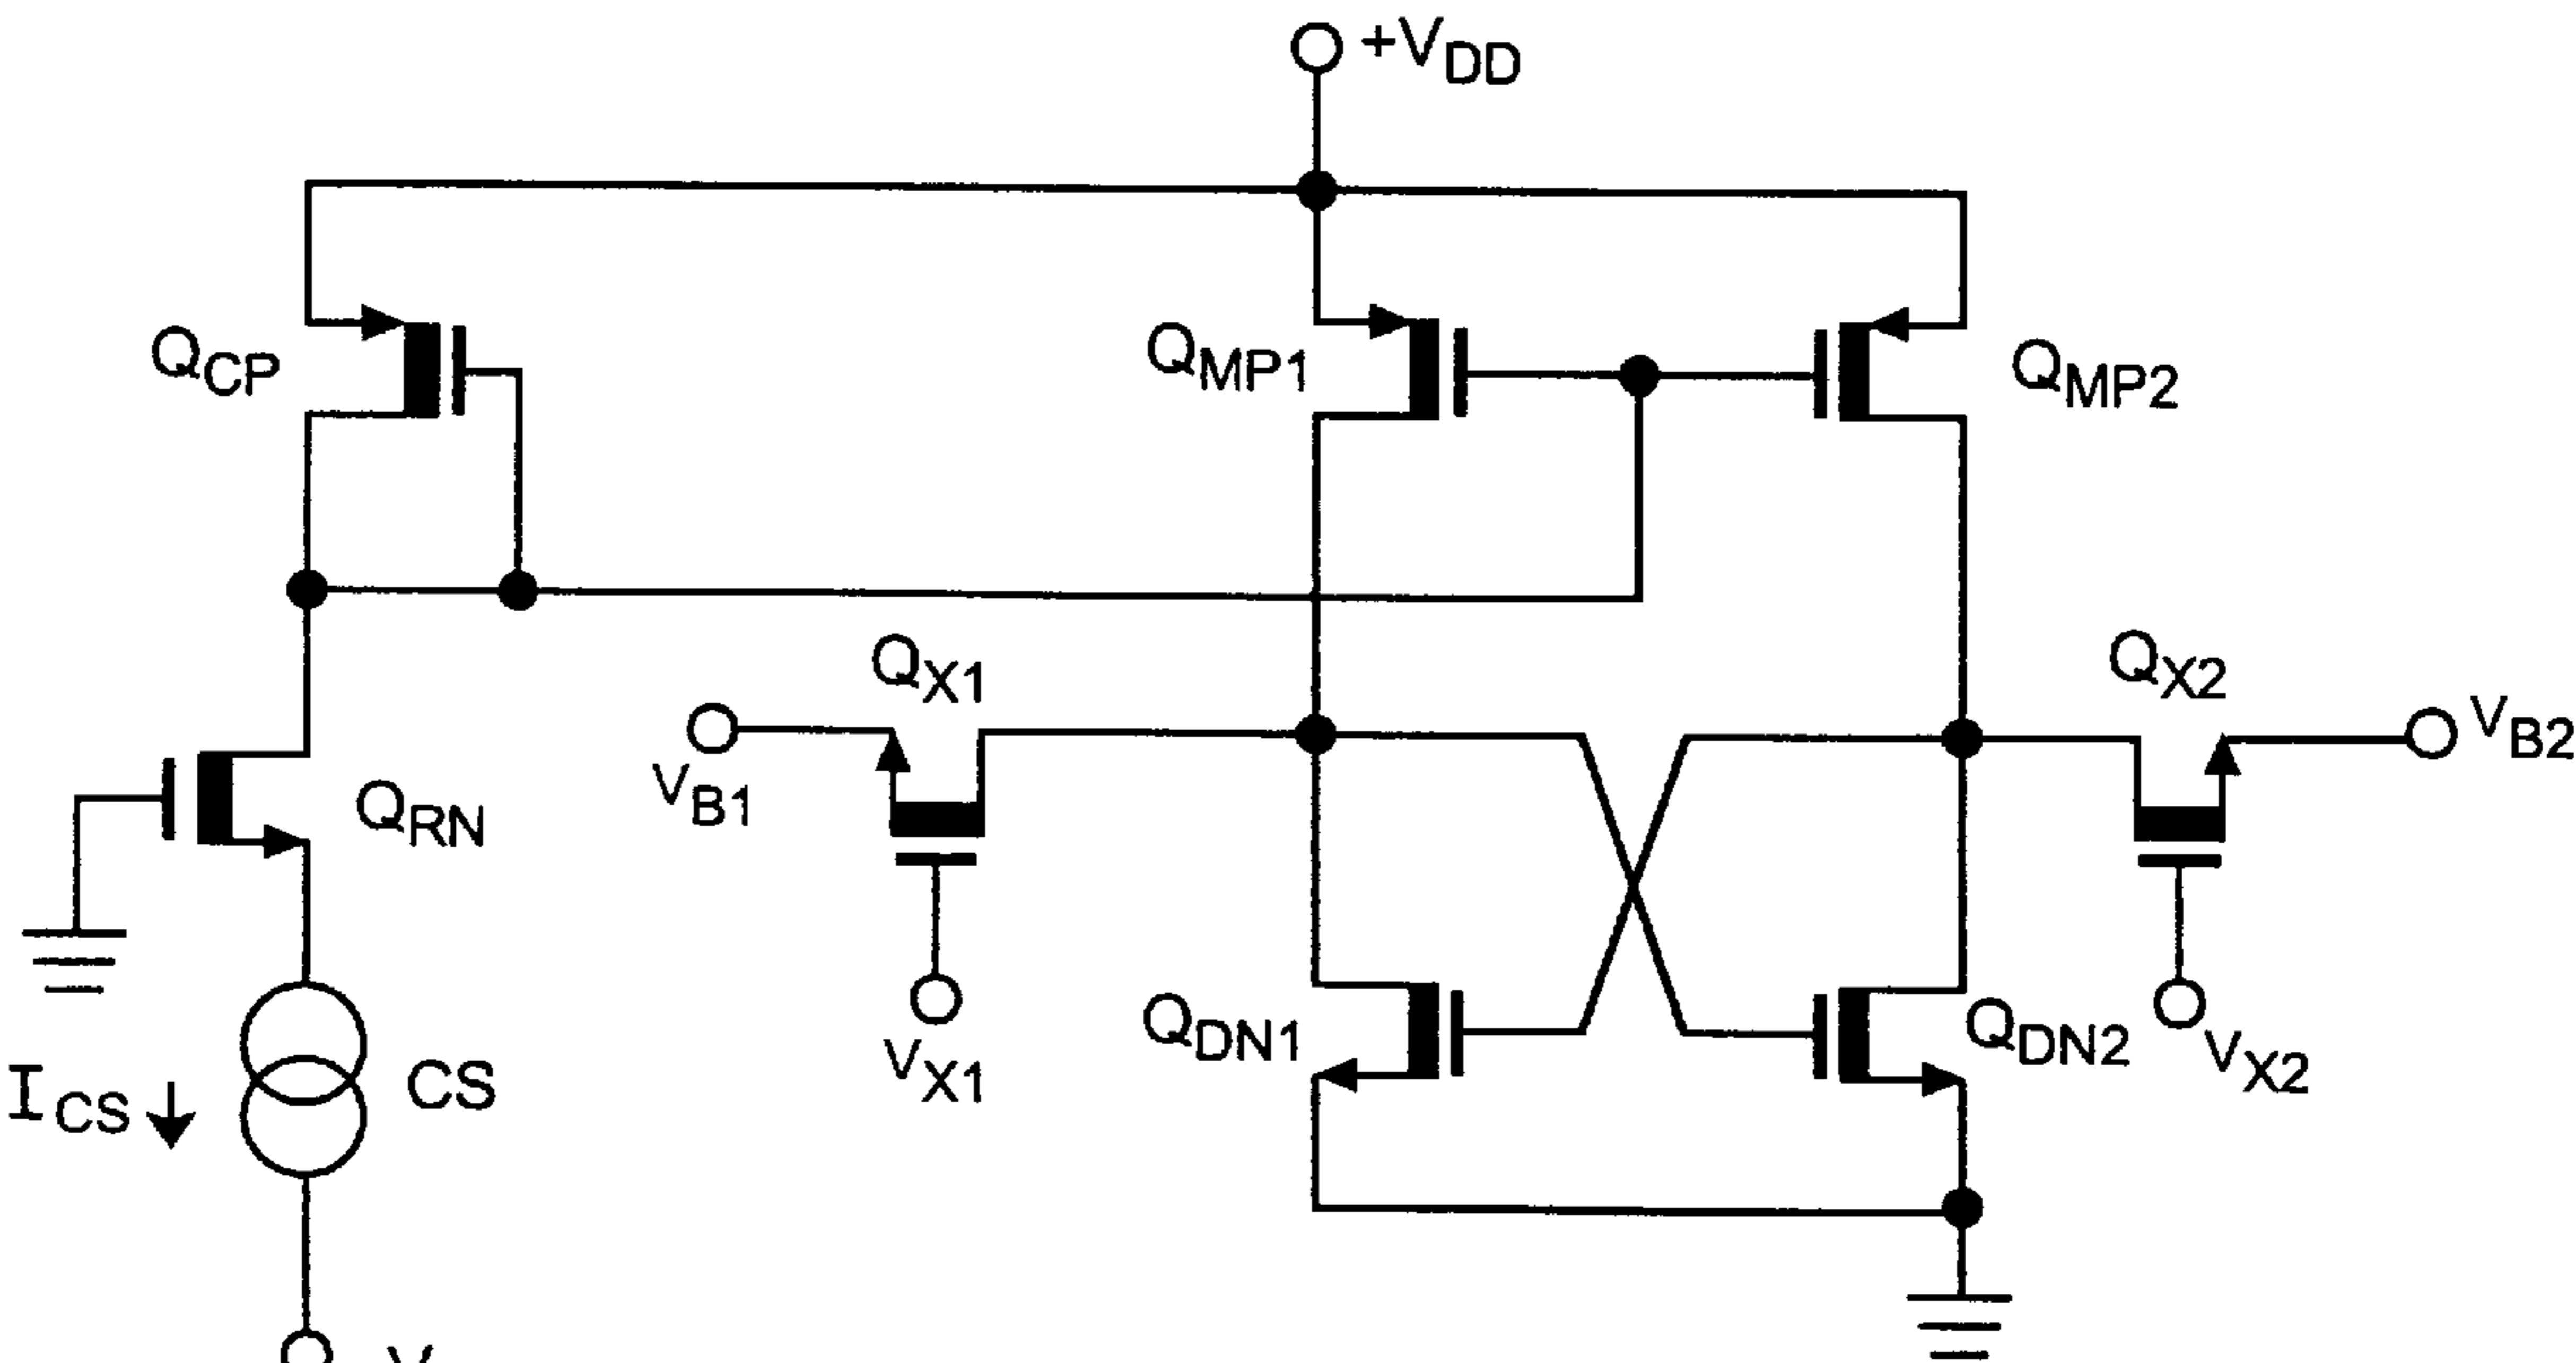 +VDD
QCP
QMP1
QMP2
QX1
QX2
VB1
VB2
QRN
VX1
VX2
QDN1
QDN2
ICS
CS